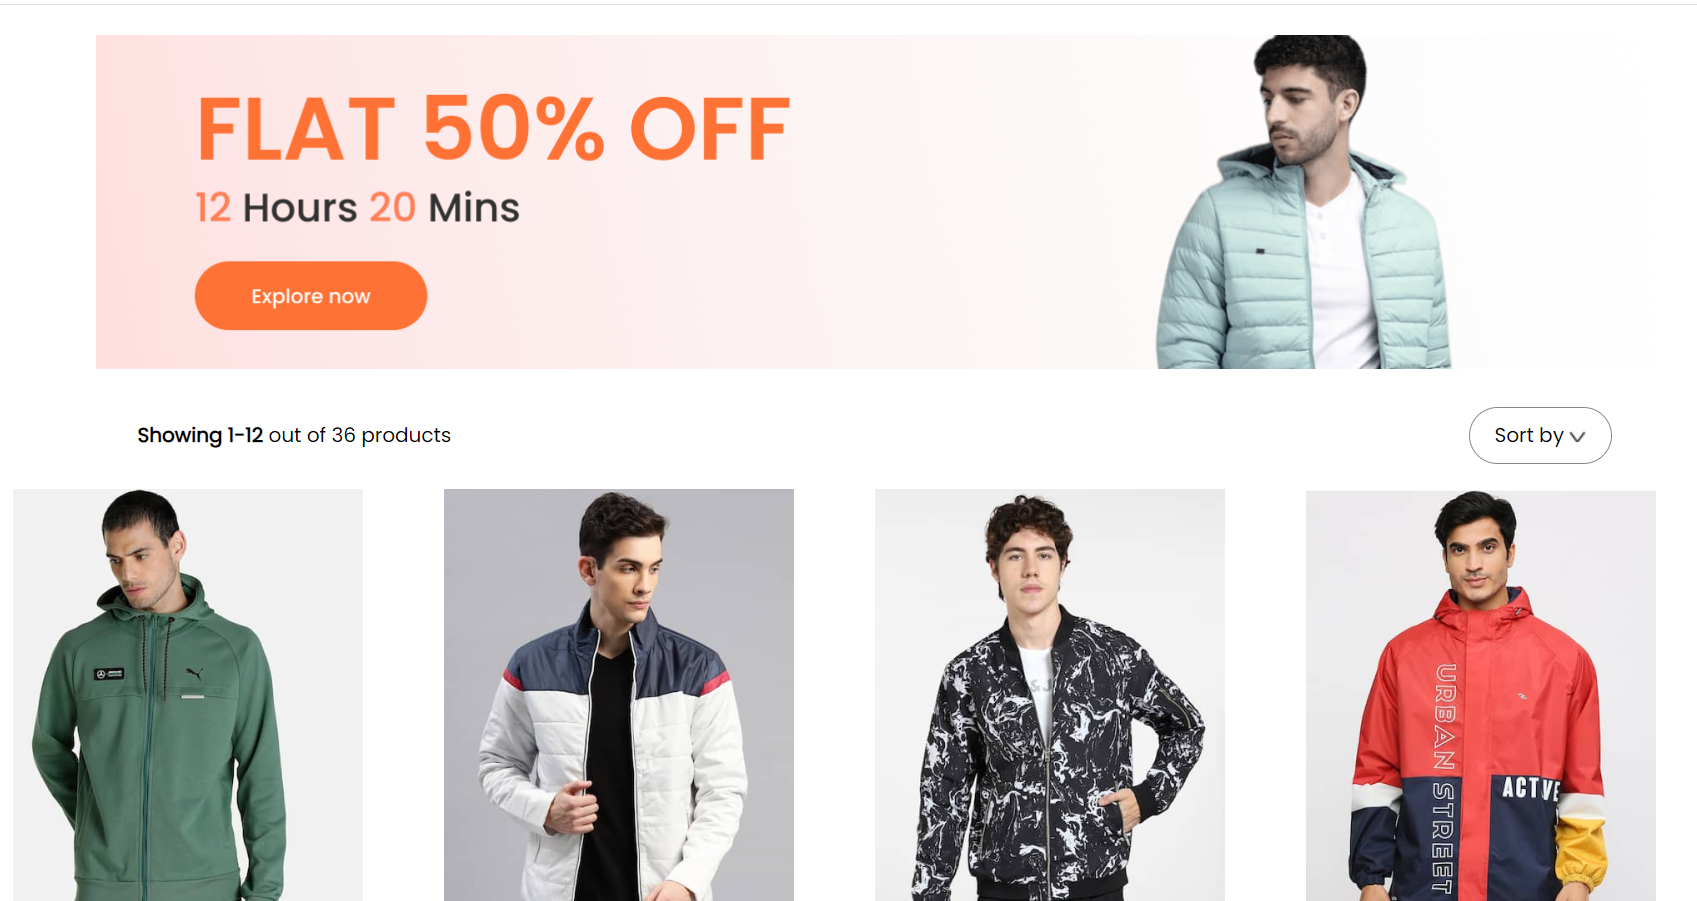 FLAT 50% OFF
12 Hours 20 Mins
Explore now
Showing 1-12 out of 36 products
Sort by
& J
URBAN STREET
ACTVE